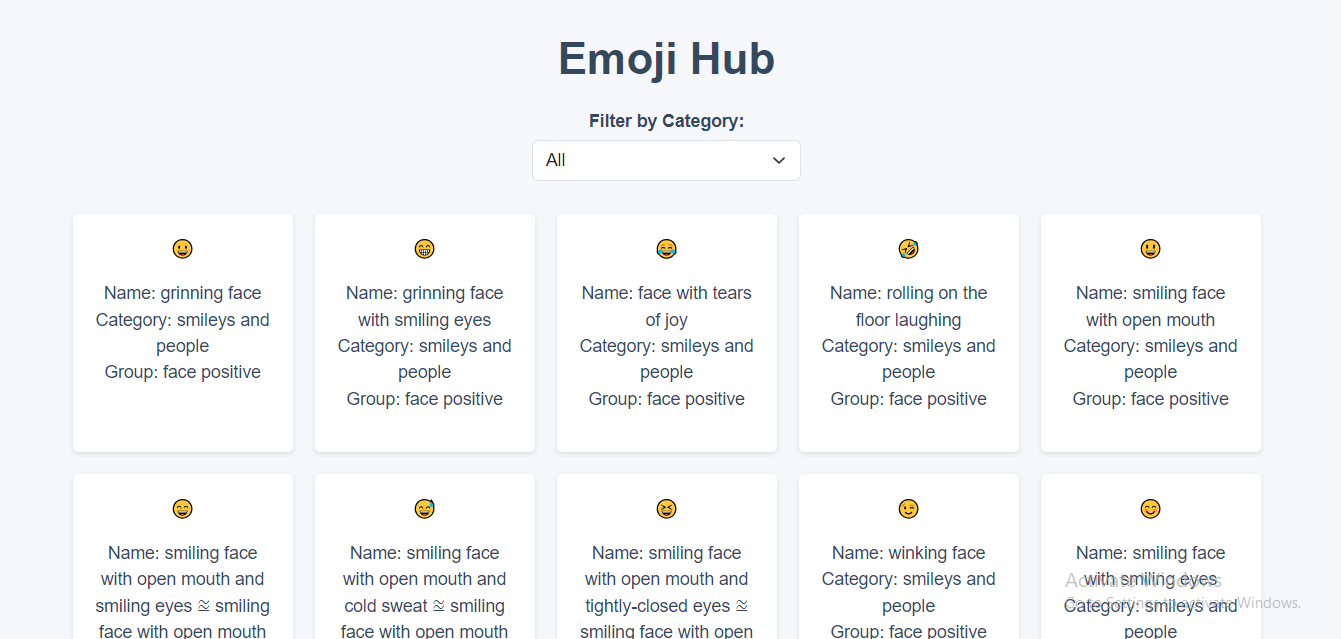 Emoji Hub
Filter by Category:
All
Name: grinning face
Category: smileys and
people
Group: face positive
Name: grinning face
with smiling eyes
Category: smileys and
people
Group: face positive
Name: face with tears
of joy
Category: smileys and
people
Group: face positive
Name: rolling on the
floor laughing
Category: smileys and
people
Group: face positive
Name: smiling face
with open mouth
Category: smileys and
people
Group: face positive
Name: smiling face
with open mouth and
smiling eyes ≊ smiling
face with open mouth
Name: smiling face
with open mouth and
cold sweat ≊ smiling
face with open mouth
Name: smiling face
with open mouth and
tightly-closed eyes ≊
smiling face with open
Name: winking face
Category: smileys and
people
Group: face positive
Name: smiling face
with smiling eyes
Category: smileys and
people
Activate Windows
Go to Settings to activate Windows.